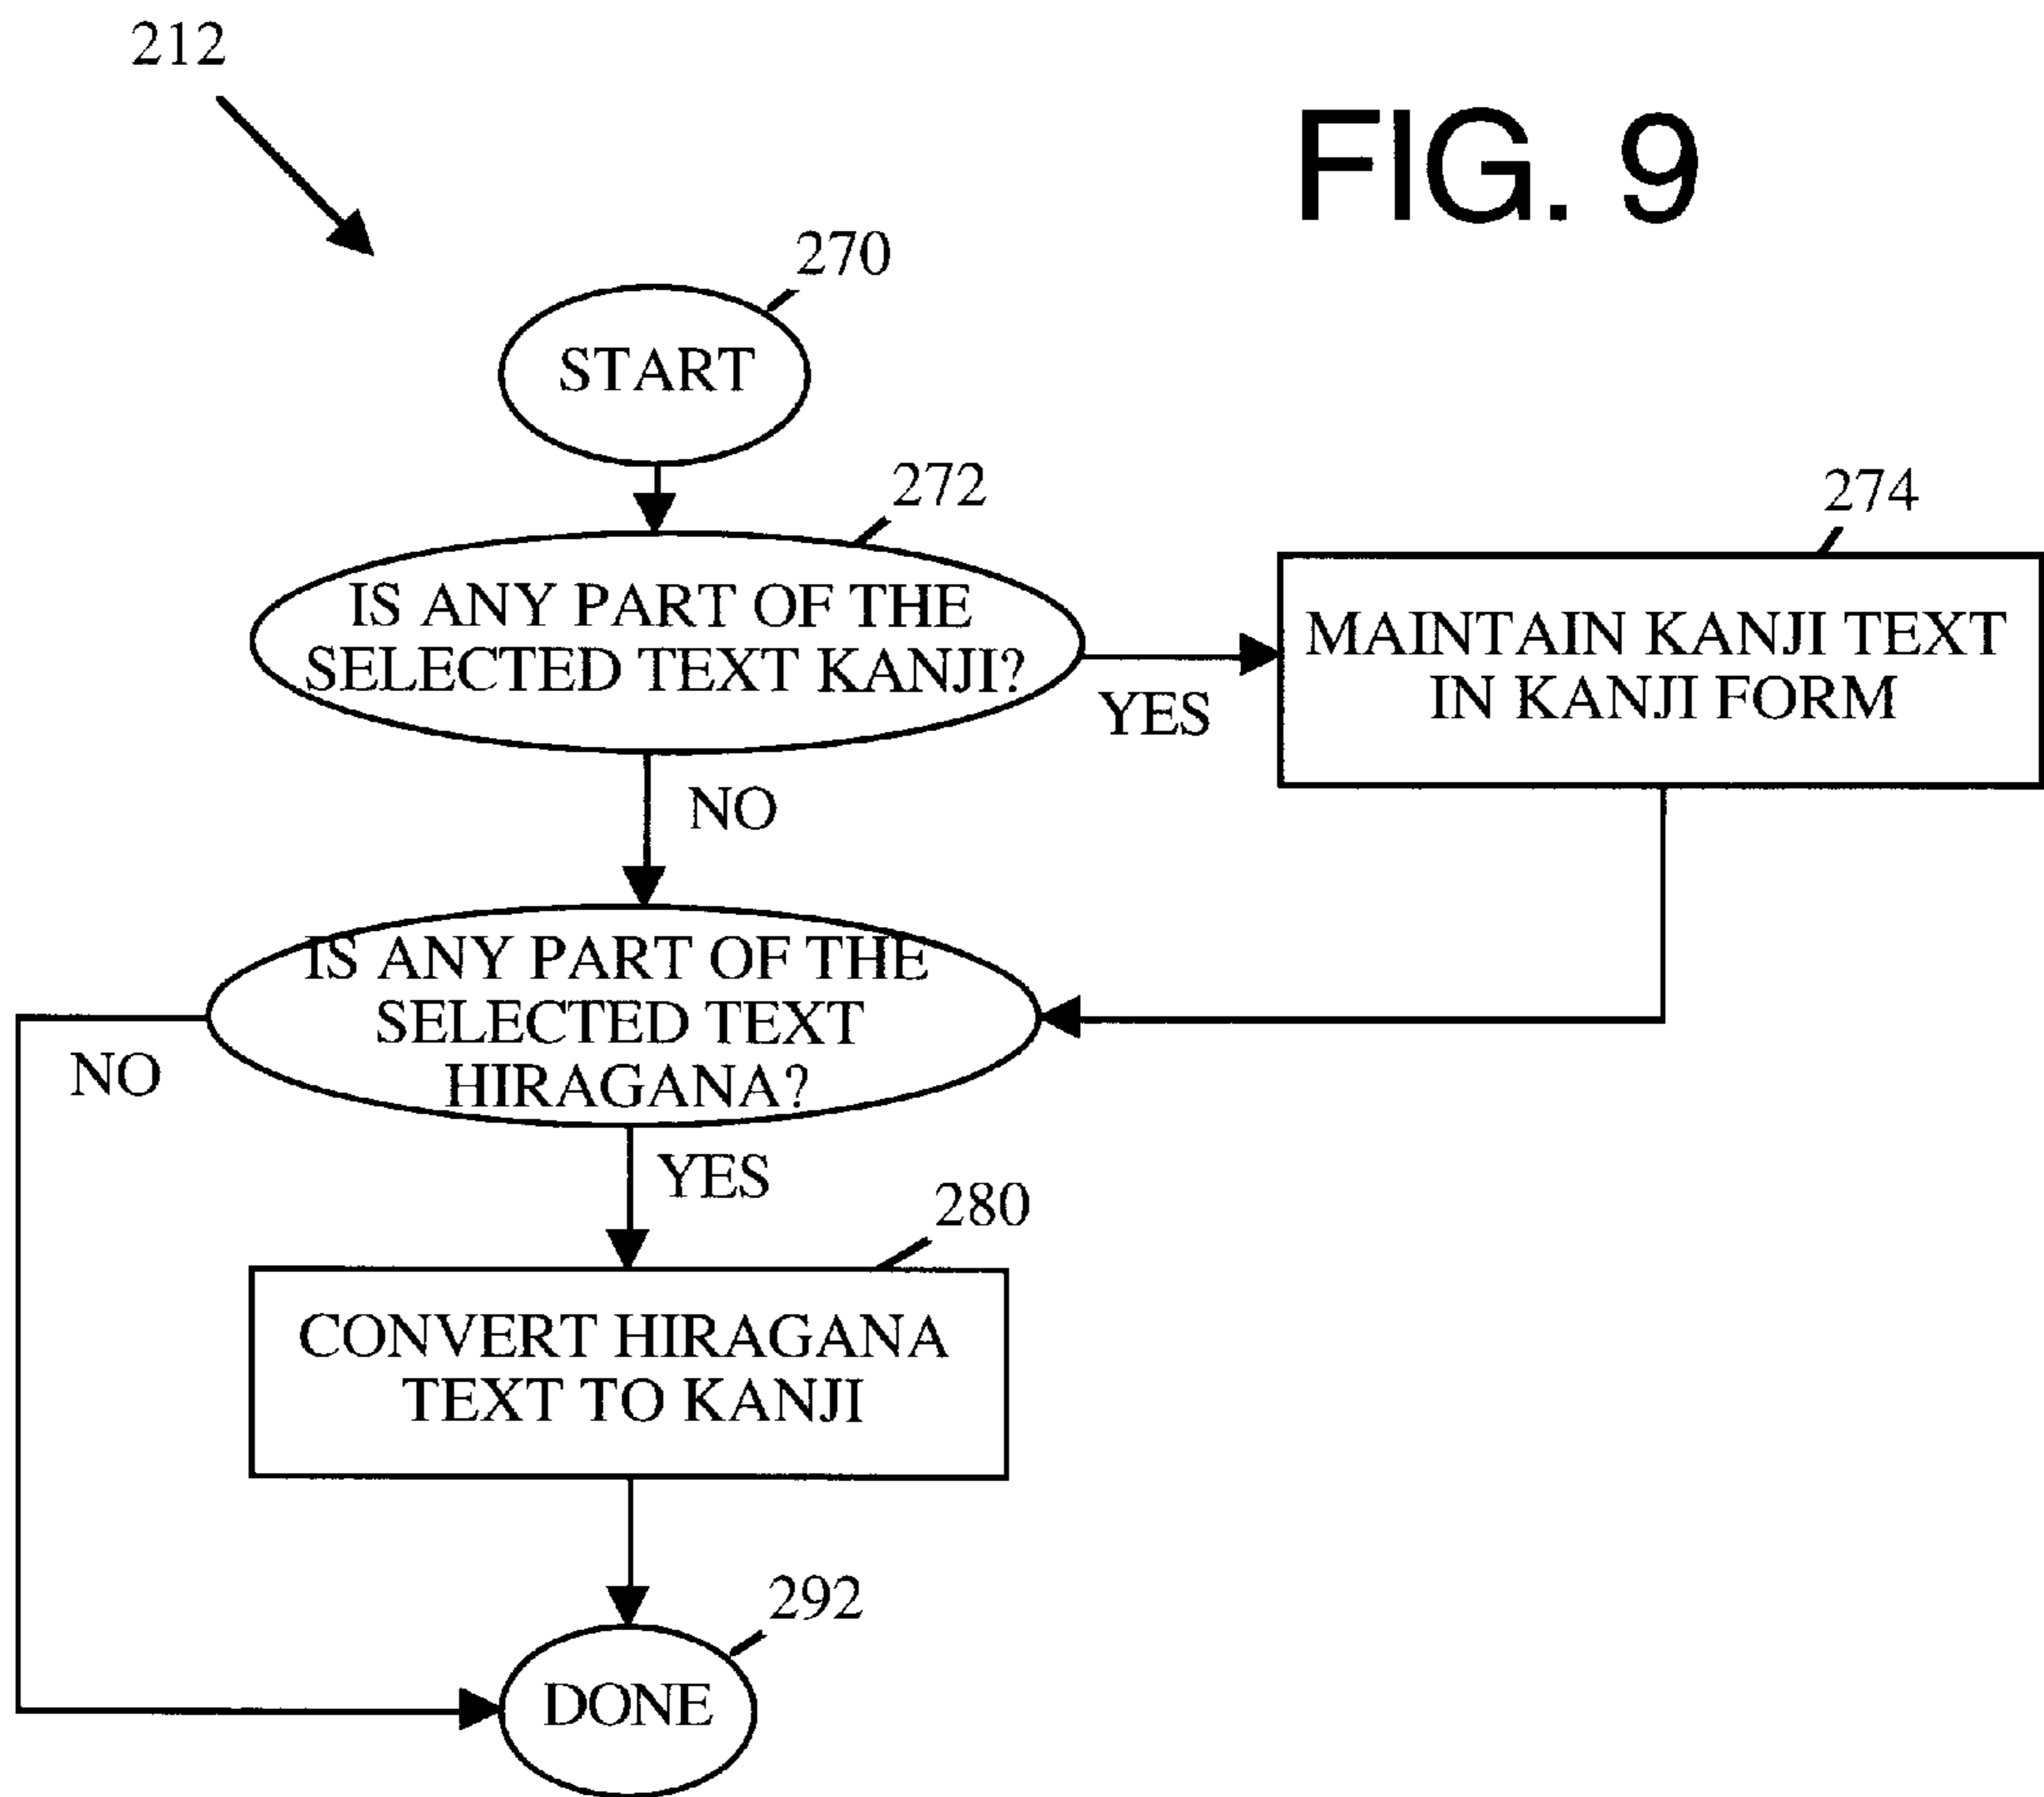 212
FIG. 9
270
START
272
IS ANY PART OF THE
SELECTED TEXT KANJI?
YES
274
MAINTAIN KANJI TEXT
IN KANJI FORM
NO
IS ANY PART OF THE
SELECTED TEXT
HIRAGANA?
NO
YES
280
CONVERT HIRAGANA
TEXT TO KANJI
292
DONE